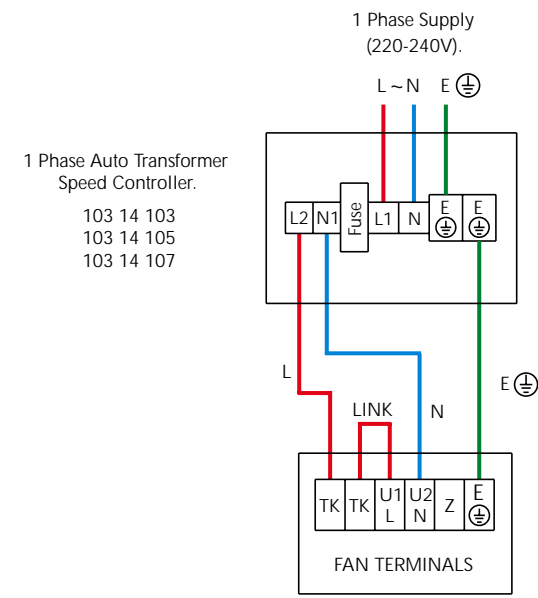 1 Phase Supply
(220-240V).
L ~ N E
1 Phase Auto Transformer
Speed Controller.
103 14 103
103 14 105
103 14 107
L2 N1 Fuse L1 N E E
L
E
LINK
N
TK TK U1 L U2 N Z E
FAN TERMINALS